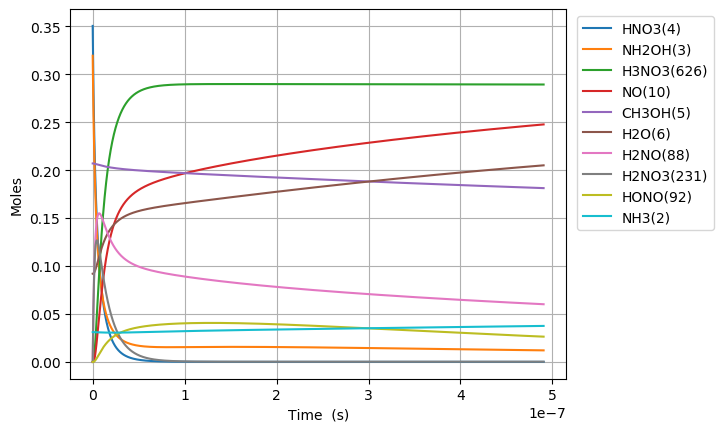 0.35
0.30
0.25
0.20
0.15
0.10
0.05
0.00
Moles
0 1 2 3 4 5
1e−7
Time  (s)
HNO3(4)
NH2OH(3)
H3NO3(626)
NO(10)
CH3OH(5)
H2O(6)
H2NO(88)
H2NO3(231)
HONO(92)
NH3(2)